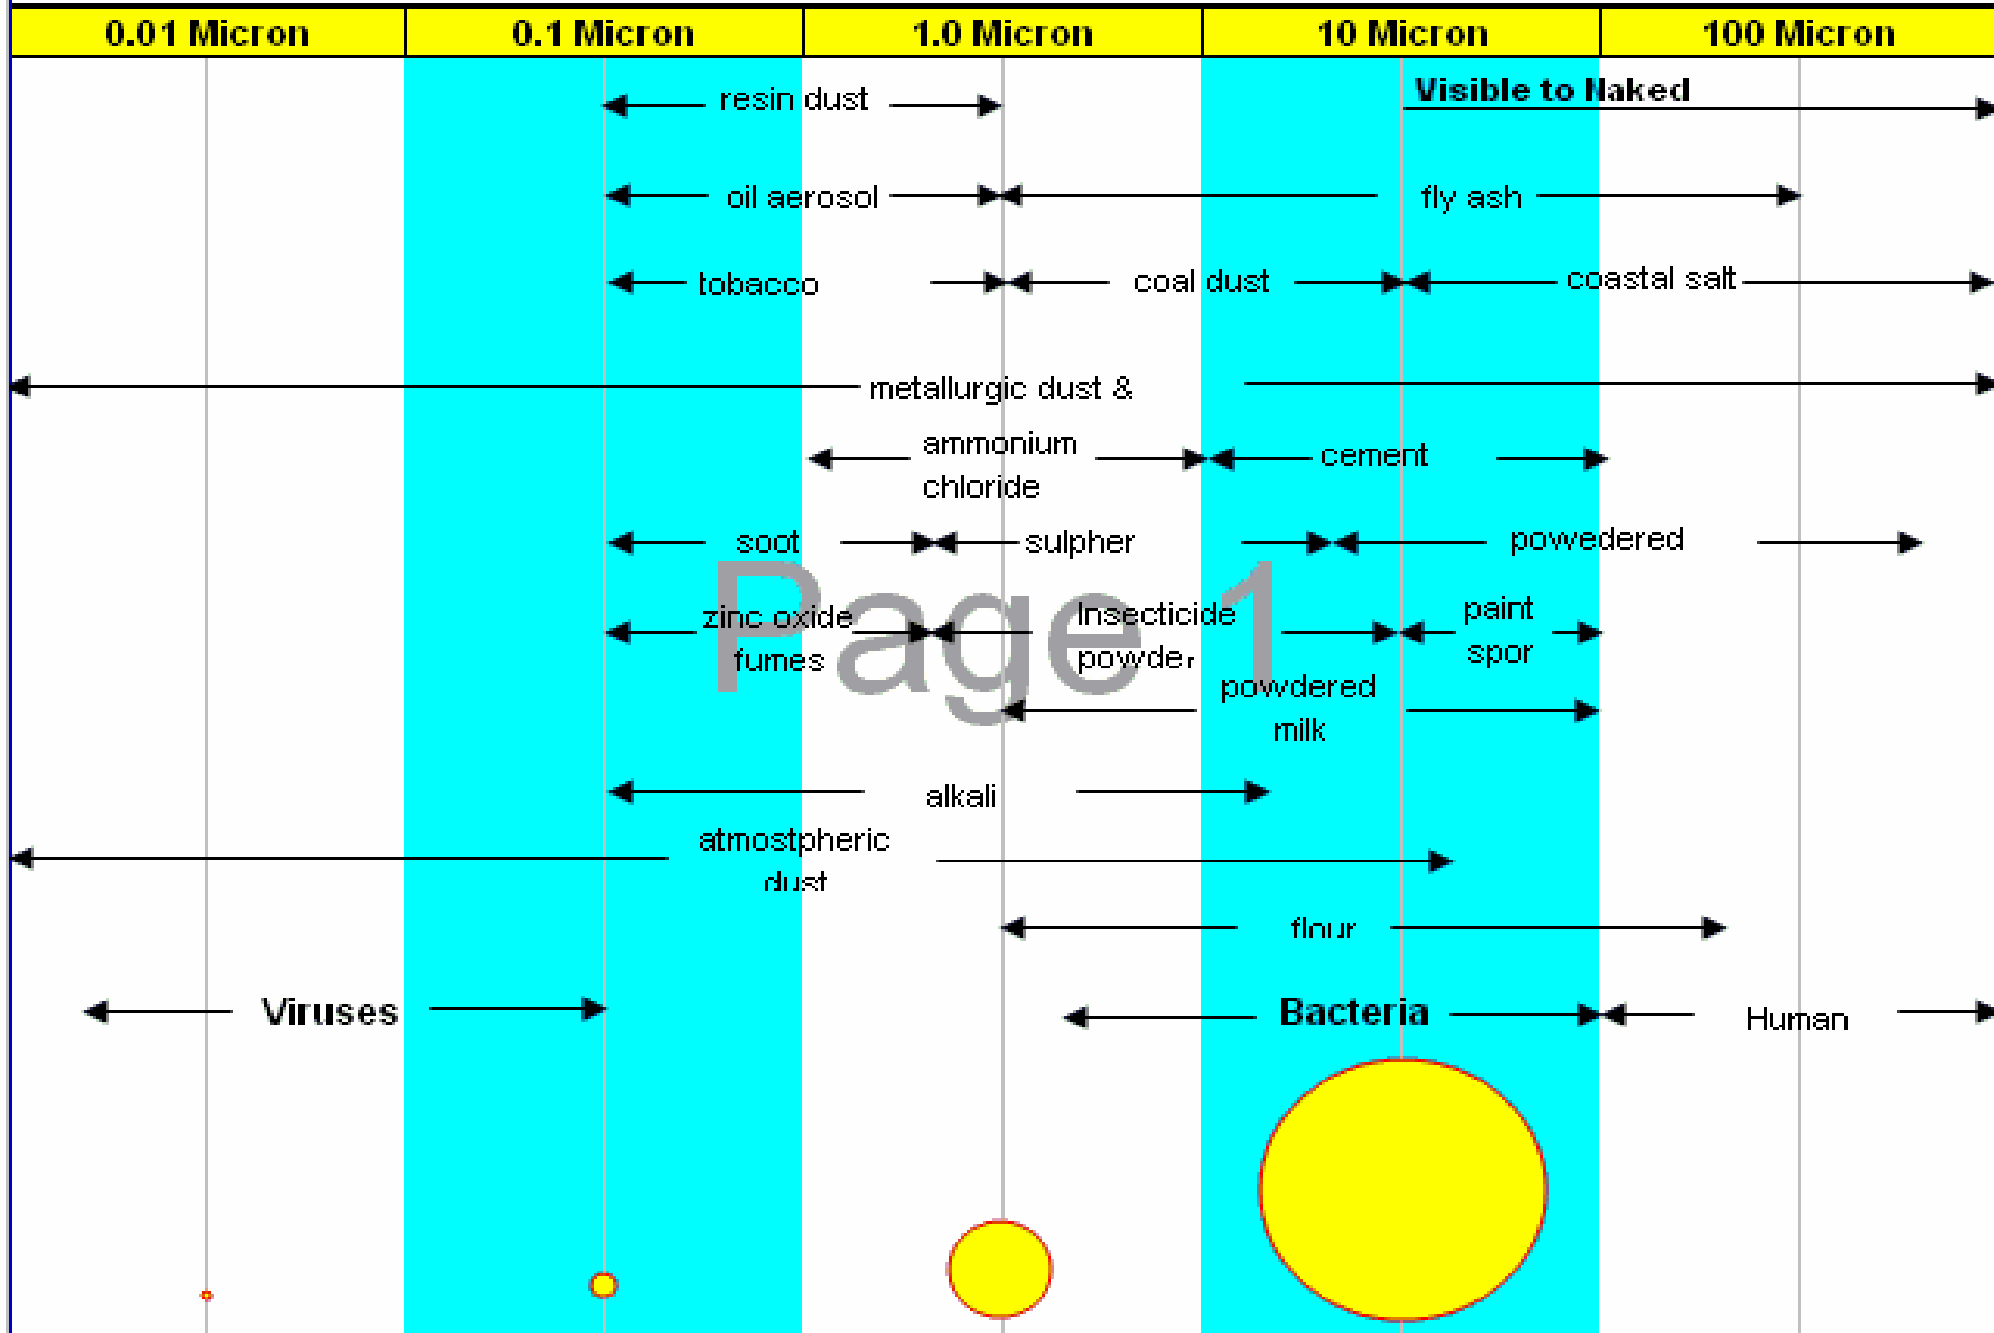 0.01 Micron 0.1 Micron 1.0 Micron 10 Micron 100 Micron
resin dust Visible to Naked
oil aerosol fly ash
tobacco coal dust coastal salt
metallurgic dust &
ammonium
chloride
cement
soot sulpher powedered
Page 1
zinc oxide
fumes
Insecticide
powder
paint
spor
powdered
milk
alkali
atmostpheric
dust
flour
Viruses Bacteria Human